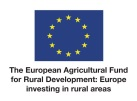 The European Agricultural Fund
for Rural Development: Europe
investing in rural areas